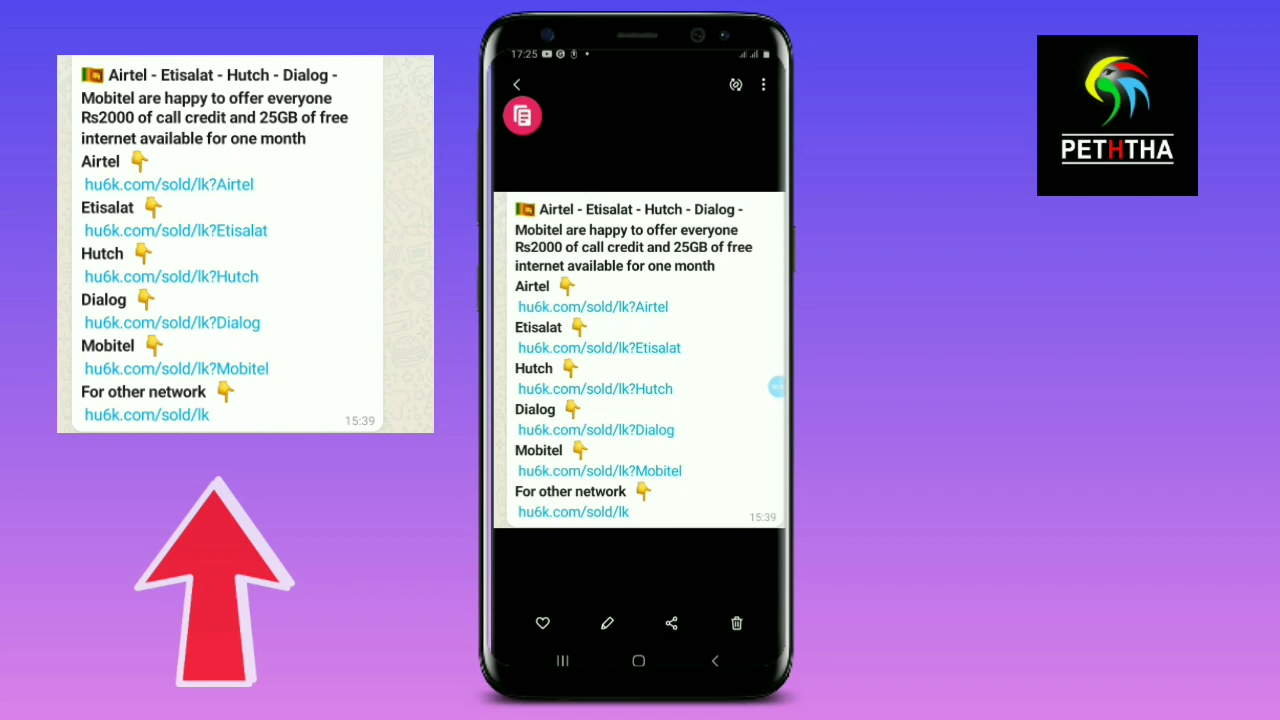 Airtel - Etisalat - Hutch - Dialog -
Mobitel are happy to offer everyone
Rs2000 of call credit and 25GB of free
internet available for one month
Airtel
hu6k.com/sold/lk?Airtel
Etisalat
hu6k.com/sold/lk?Etisalat
Hutch
hu6k.com/sold/lk?Hutch
Dialog
hu6k.com/sold/lk?Dialog
Mobitel
hu6k.com/sold/lk?Mobitel
For other network
hu6k.com/sold/lk
15:39
17:25
Airtel - Etisalat - Hutch - Dialog -
Mobitel are happy to offer everyone
Rs2000 of call credit and 25GB of free
internet available for one month
Airtel
hu6k.com/sold/lk?Airtel
Etisalat
hu6k.com/sold/lk?Etisalat
Hutch
hu6k.com/sold/lk?Hutch
Dialog
hu6k.com/sold/lk?Dialog
Mobitel
hu6k.com/sold/lk?Mobitel
For other network
hu6k.com/sold/lk
15:39
PETHTHA